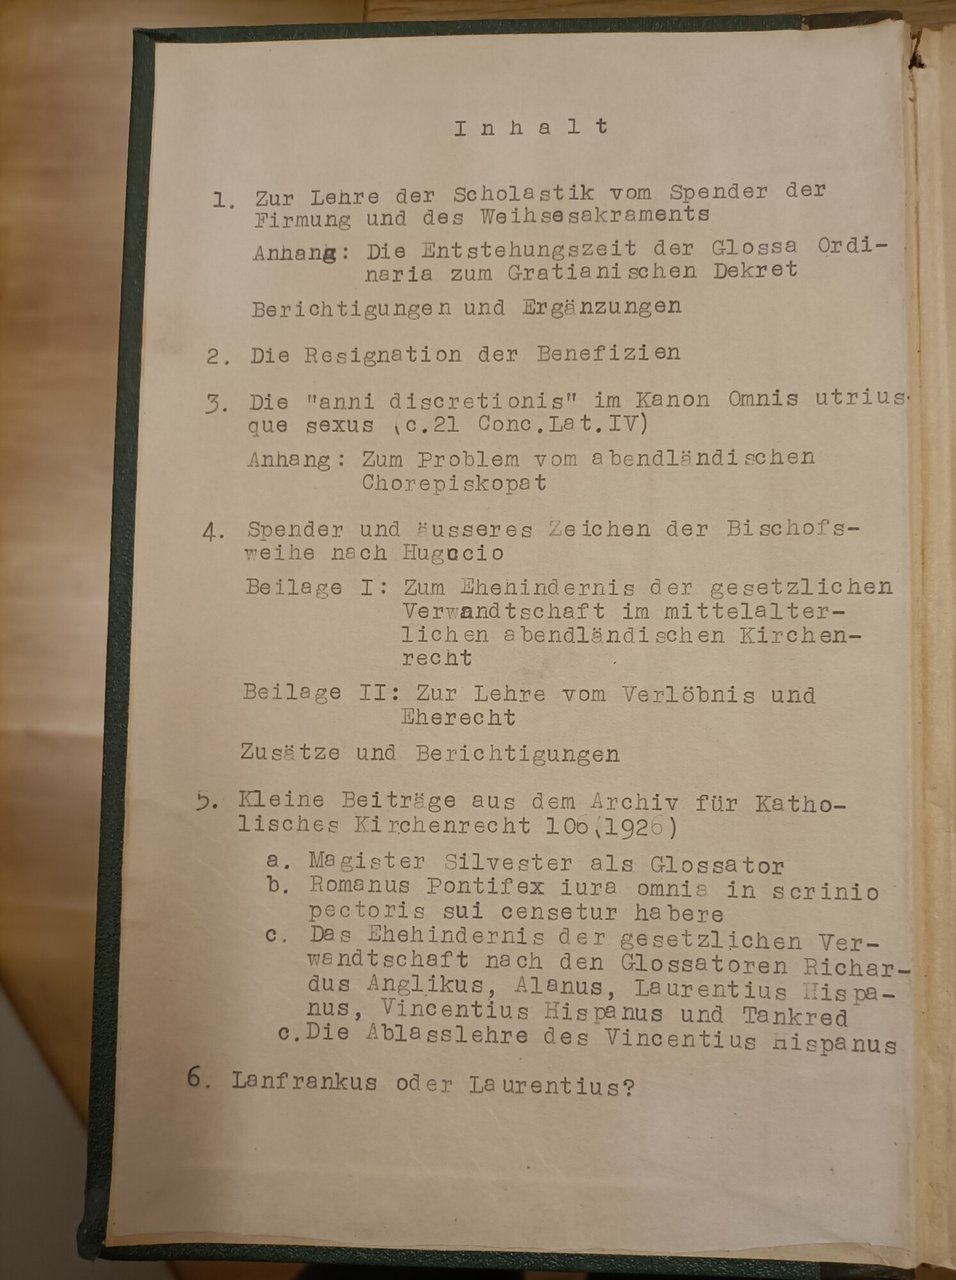 Inhalt
1. Zur Lehre der Scholastik vom Spender der
Firmung und des Weihsesakraments
Anhang: Die Entstehungszeit der Glossa Ordi-
naria zum Gratianischen Dekret
Berichtigungen und Ergänzungen
2. Die Resignation der Benefizien
3. Die "anni discretionis" im Kanon Omnis utrius-
que sexus (c.21 Conc.Lat.IV)
Anhang: Zum Problem vom abendländischen
Chorepiskopat
4. Spender und äusseres Zeichen der Bischofs-
weihe nach Huguccio
Beilage I: Zum Ehehindernis der gesetzlichen
Verwandtschaft im mittelalter-
lichen abendländischen Kirchen-
recht
Beilage II: Zur Lehre vom Verlöbnis und
Eherecht
Zusätze und Berichtigungen
5. Kleine Beiträge aus dem Archiv für Katho-
lisches Kirchenrecht 106(1926)
a. Magister Silvester als Glossator
b. Romanus Pontifex iura omnia in scrinio
pectoris sui censetur habere
c. Das Ehehindernis der gesetzlichen Ver-
wandtschaft nach den Glossatoren Richar-
dus Anglikus, Alanus, Laurentius Hispa-
nus, Vincentius Hispanus und Tankred
c.Die Ablasslehre des Vincentius Hispanus
6. Lanfrankus oder Laurentius?